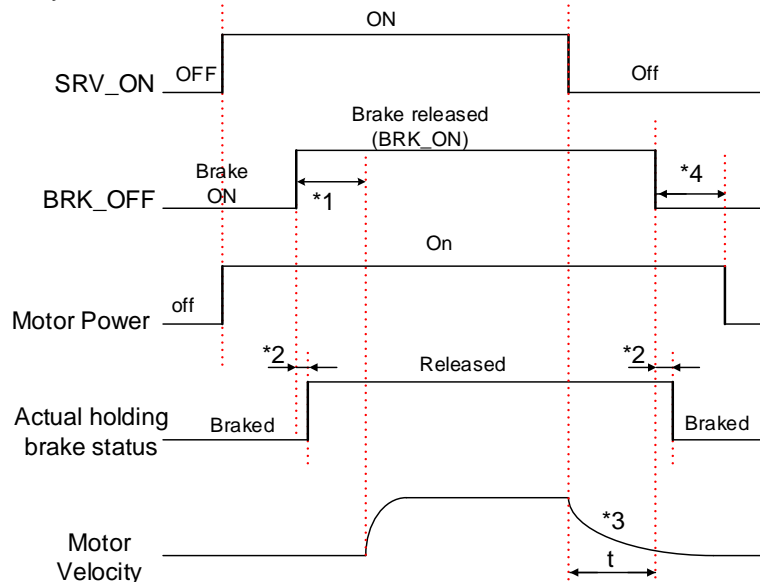 ON
SRV_ON
OFF
Off
Brake released
(BRK_ON)
Brake
ON
BRK_OFF
*1
*4
On
off
Motor Power
*2
Released
*2
Actual holding
brake status
Braked
Braked
*3
Motor
Velocity
t